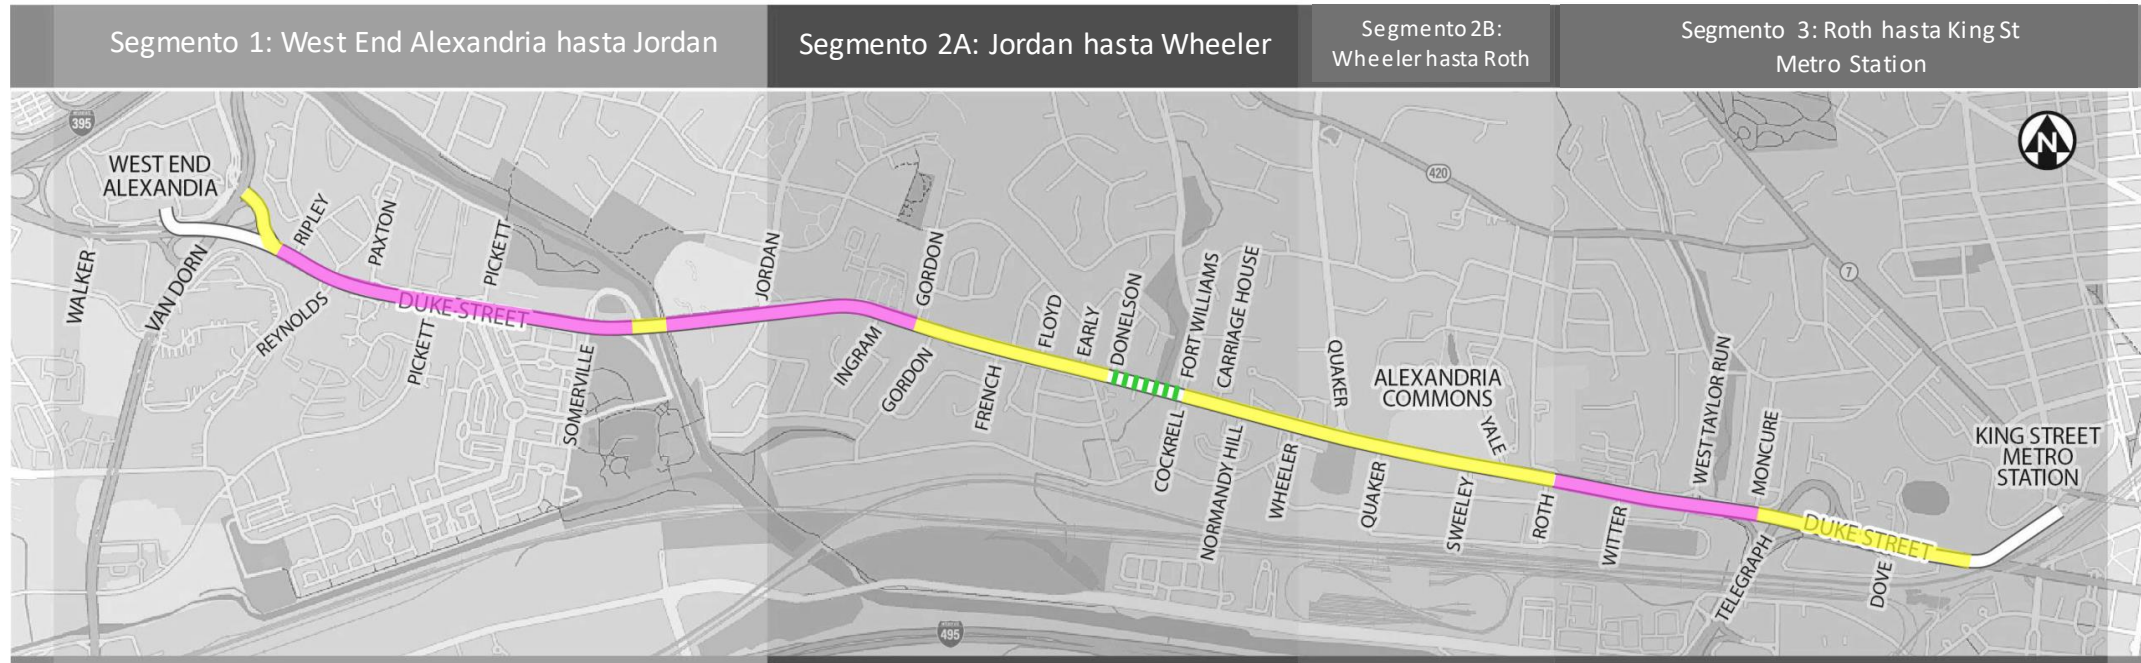 Segmento 1: West End Alexandria hasta Jordan
Segmento 2A: Jordan hasta Wheeler
Segmento 2B:
Wheeler hasta Roth
Segmento 3: Roth hasta King St
Metro Station
395
WEST END
ALEXANDIA
WALKER
VAN DORN
RIPLEY
REYNOLDS
PAXTON
DUKE STREET
PICKETT
PICKETT
SOMERVILLE
JORDAN
INGRAM
GORDON
GORDON
FRENCH
FLOYD
EARLY
DONELSON
COCKRELL
FORT WILLIAMS
CARRIAGE HOUSE
NORMANDY HILL
WHEELER
QUAKER
QUAKER
420
ALEXANDRIA
COMMONS
YALE
SWEELEY
ROTH
WITTER
WEST TAYLOR RUN
MONCURE
TELEGRAPH
DUKE STREET
DOVE
7
N
KING STREET
METRO
STATION
495